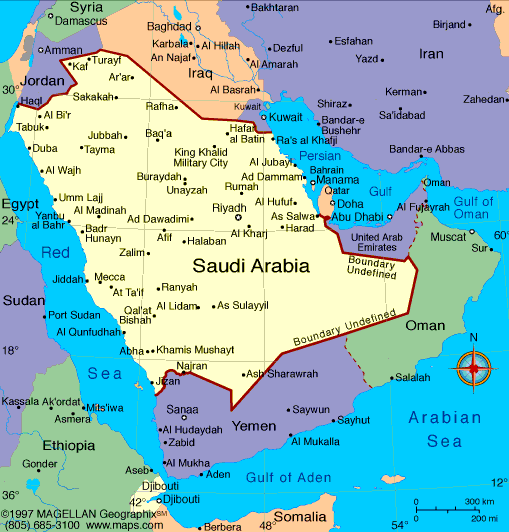 Syria
Damascus
Bakhtaran
Afg.
Baghdad
Birjand
Esfahan
Karbala
Al Hillah
Dezful
Amman
An Najaf
Al Amarah
Yazd
Iran
Turayf
Kaf
Jordan
Ar'ar
Iraq
30°
Al Basrah
Kerman
Zahedan
Sakakah
Rafha
Kuwait
Shiraz
Haql
Kuwait
Sa'idabad
Al Bi'r
Bandar-e
Bushehr
Tabuk
Jubbah
Baq'a
Hafar
al Batin
Ra's al Khafji
Duba
Tayma
King Khalid
Military City
Persian
Bandar-e Abbas
Al Jubayl
Al Wajh
Buraydah
Ad Dammam
Bahrain
Manama
Unayzah
Rumah
Qatar
Gulf
Oman
Umm Lajj
Al Hufuf
Doha
Egypt
Al Madinah
Riyadh
As Salwa
Abu Dhabi
Al Fujayrah
Gulf of
Oman
24°
Yanbu
al Bahr
Ad Dawadimi
Badr
Hunayn
Afif
Al Kharj
Harad
United Arab
Emirates
Muscat
60°
Halaban
Red
Zalim
Sur
Saudi Arabia
Boundary
Undefined
Jiddah
Mecca
At Ta'if
Ranyah
Sudan
Qal'at
Bishah
Al Lidam
As Sulayyil
Port Sudan
Boundary Undefined
Oman
Al Qunfudhah
N
18°
Abha
Khamis Mushayt
Sea
Najran
Jizan
Ash Sharawrah
Salalah
Kassala
Ak'ordat
Mits'iwa
Sanaa
Saywun
Arabian
Sea
Asmera
Al Hudaydah
Yemen
Sayhut
Zabid
Al Mukalla
Ethiopia
Gonder
Aseb
Al Mukha
Aden
Gulf of Aden
Djibouti
12°
36°
42°
Djibouti
0
300 km
©1997 MAGELLAN Geographix℠
(805) 685-3100 www.maps.com
Berbera
48°
Somalia
54°
0
200 mi